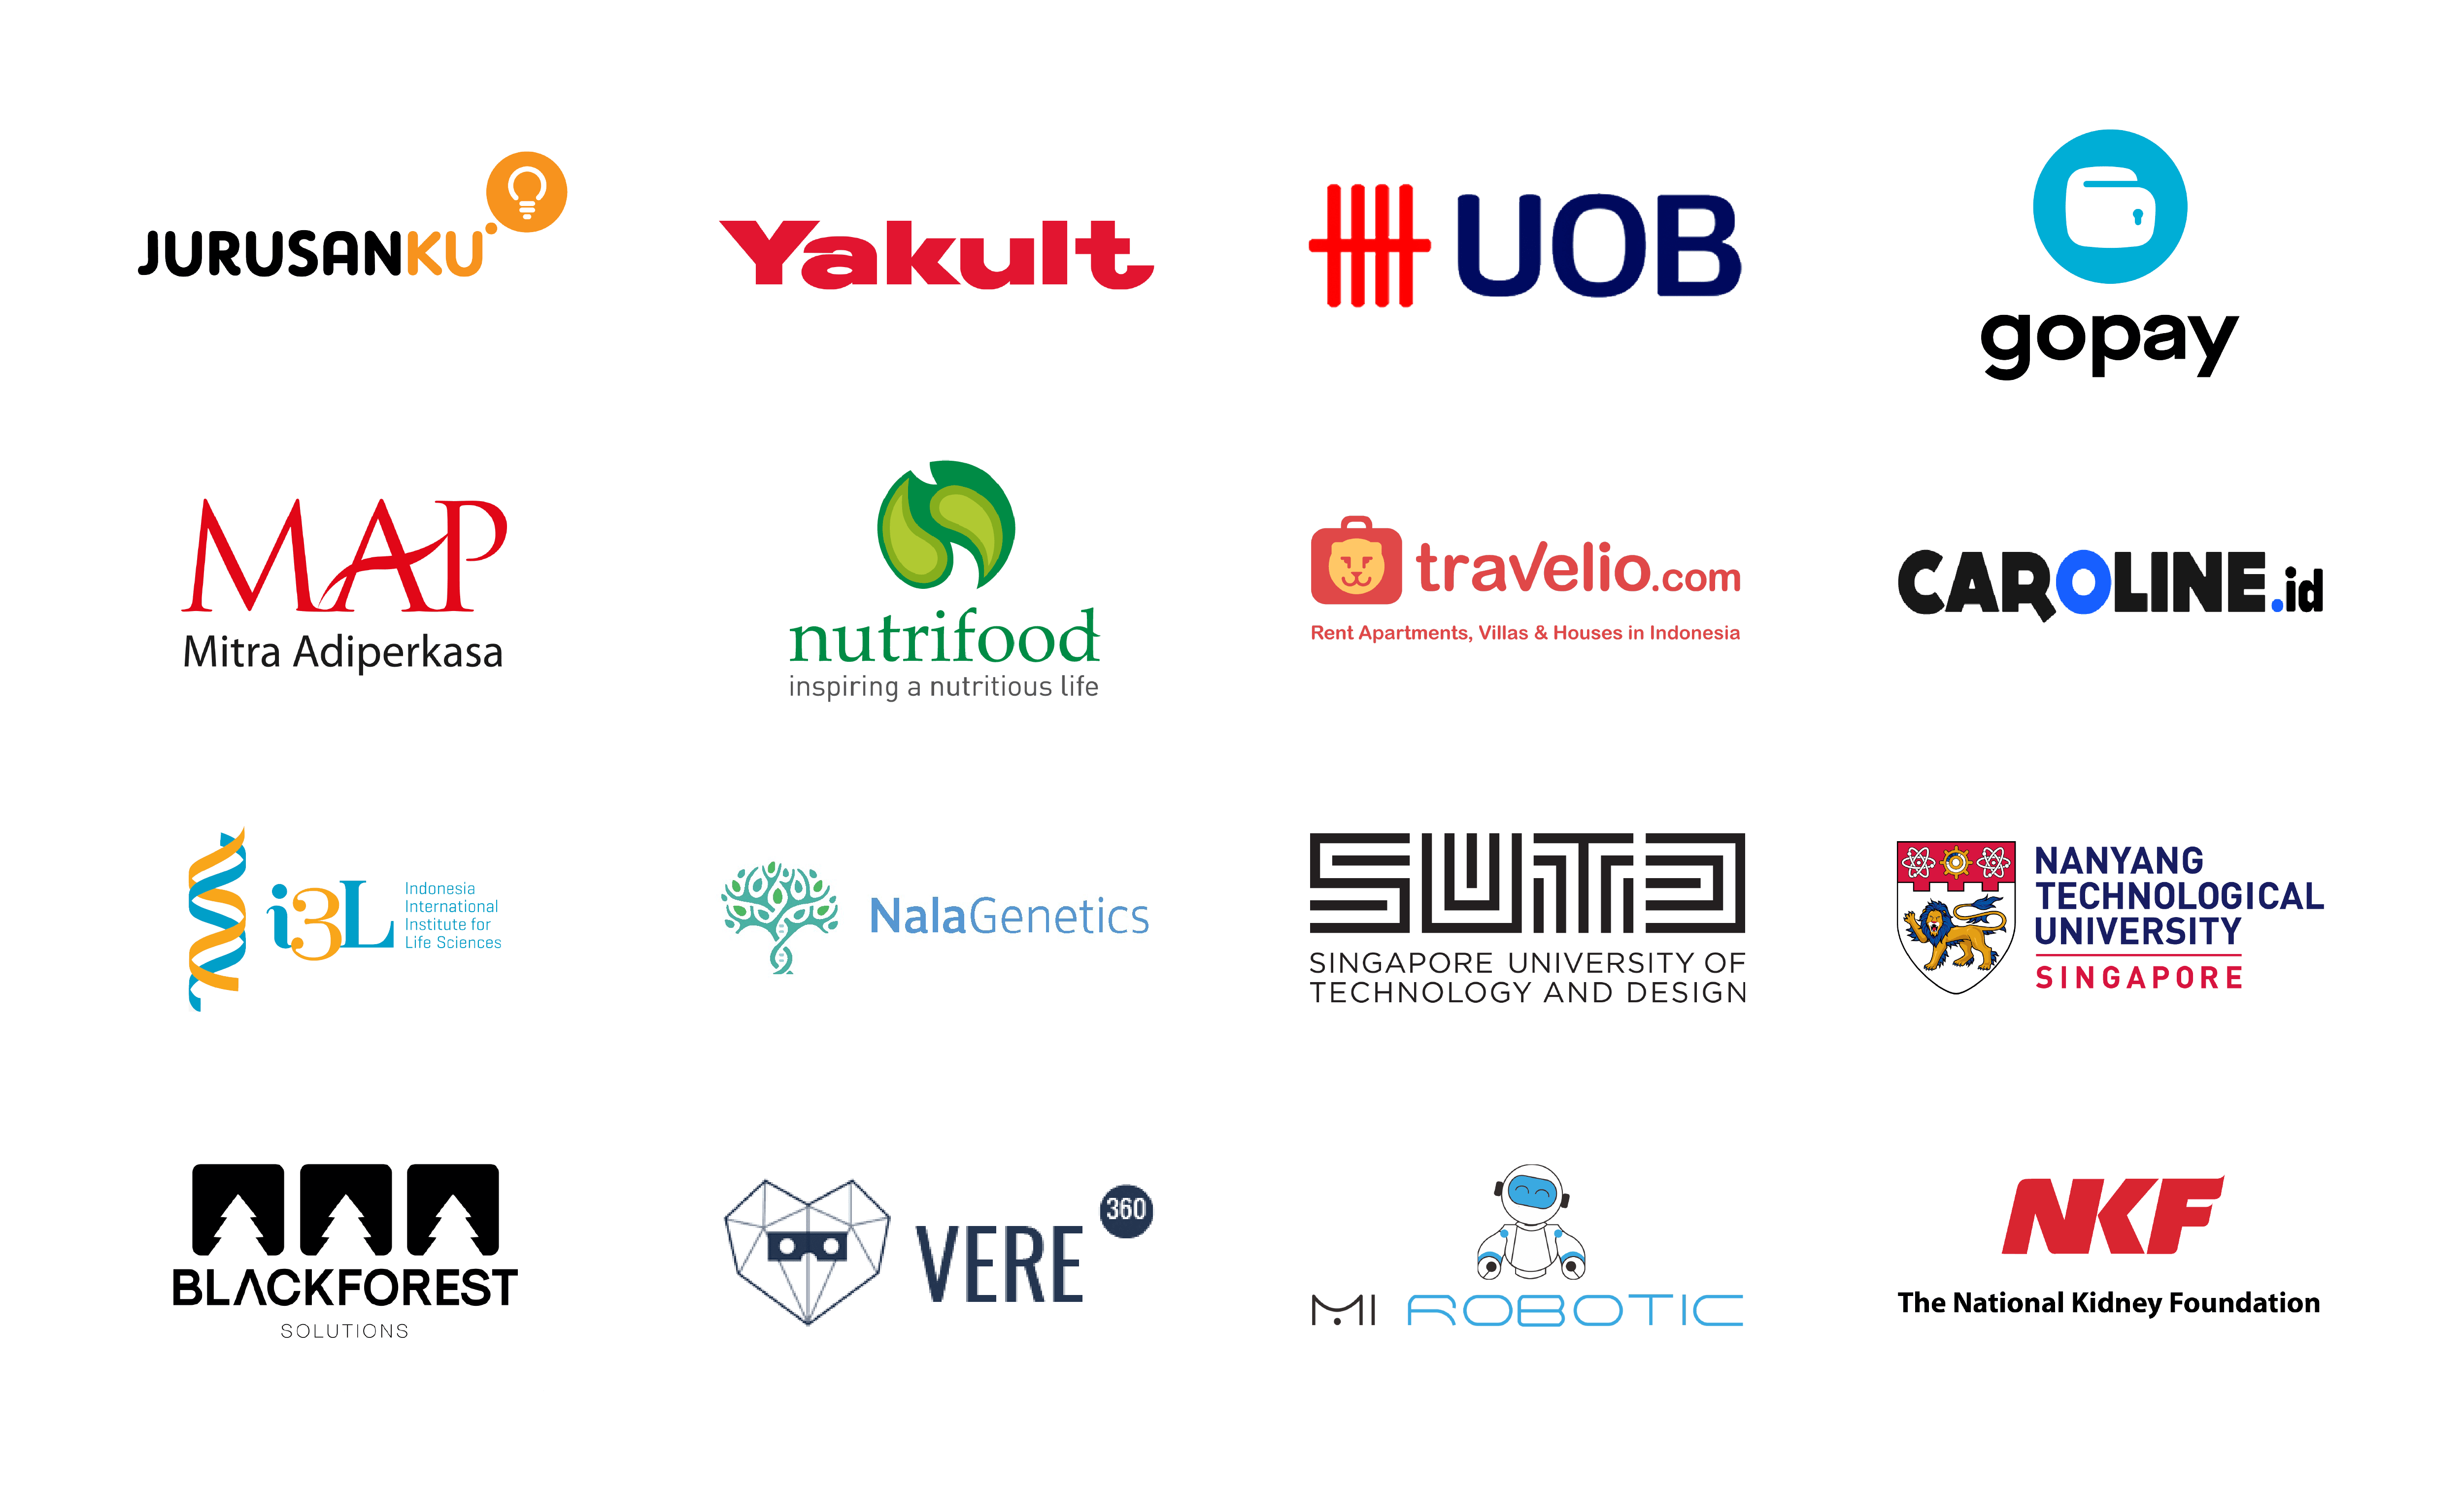 JURUSANKU
Yakult
UOB
gopay
MAP
Mitra Adiperkasa
nutrifood
inspiring a nutritious life
travelio.com
Rent Apartments, Villas & Houses in Indonesia
CAROLINE.id
i3L
Indonesia
International
Institute for
Life Sciences
NalaGenetics
SUTD
SINGAPORE UNIVERSITY OF
TECHNOLOGY AND DESIGN
NANYANG
TECHNOLOGICAL
UNIVERSITY
SINGAPORE
BLACKFOREST
SOLUTIONS
VERE 360
MI ROBOTIC
NKF
The National Kidney Foundation